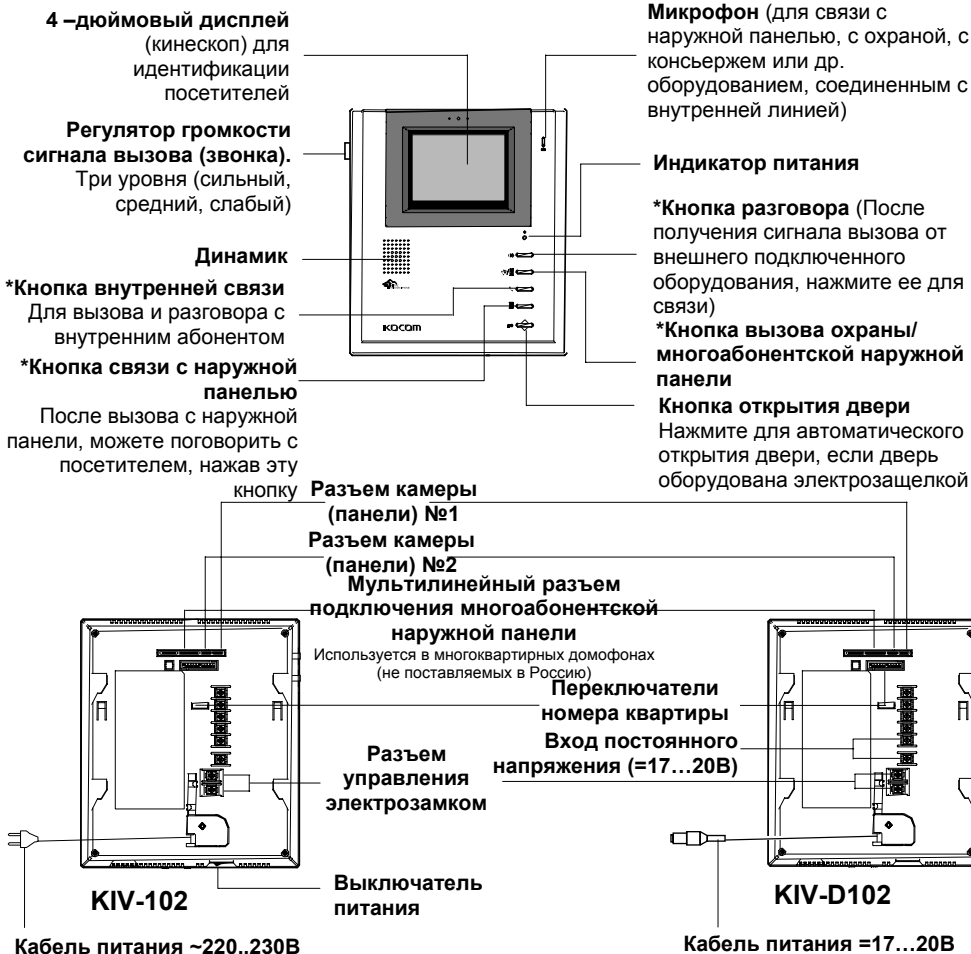 4 –дюймовый дисплей
(кинескоп) для
идентификации
посетителей
Регулятор громкости
сигнала вызова (звонка).
Три уровня (сильный,
средний, слабый)
Динамик
*Кнопка внутренней связи
Для вызова и разговора с
внутренним абонентом
*Кнопка связи с наружной
панелью
После вызова с наружной
панели, можете поговорить с
посетителем, нажав эту
кнопку
KOCOM
Микрофон (для связи с
наружной панелью, с охраной, с
консьержем или др.
оборудованием, соединенным с
внутренней линией)
Индикатор питания
*Кнопка разговора (После
получения сигнала вызова от
внешнего подключенного
оборудования, нажмите ее для
связи)
*Кнопка вызова охраны/
многоабонентской наружной
панели
Кнопка открытия двери
Нажмите для автоматического
открытия двери, если дверь
оборудована электрозащелкой
Разъем камеры
(панели) №1
Разъем камеры
(панели) №2
Мультилинейный разъем
подключения многоабонентской
наружной панели
Используется в многоквартирных домофонах
(не поставляемых в Россию)
Переключатели
номера квартиры
Вход постоянного
напряжения (=17…20В)
Разъем
управления
электрозамком
Выключатель
питания
KIV-102
Кабель питания ~220..230В
KIV-D102
Кабель питания =17…20В